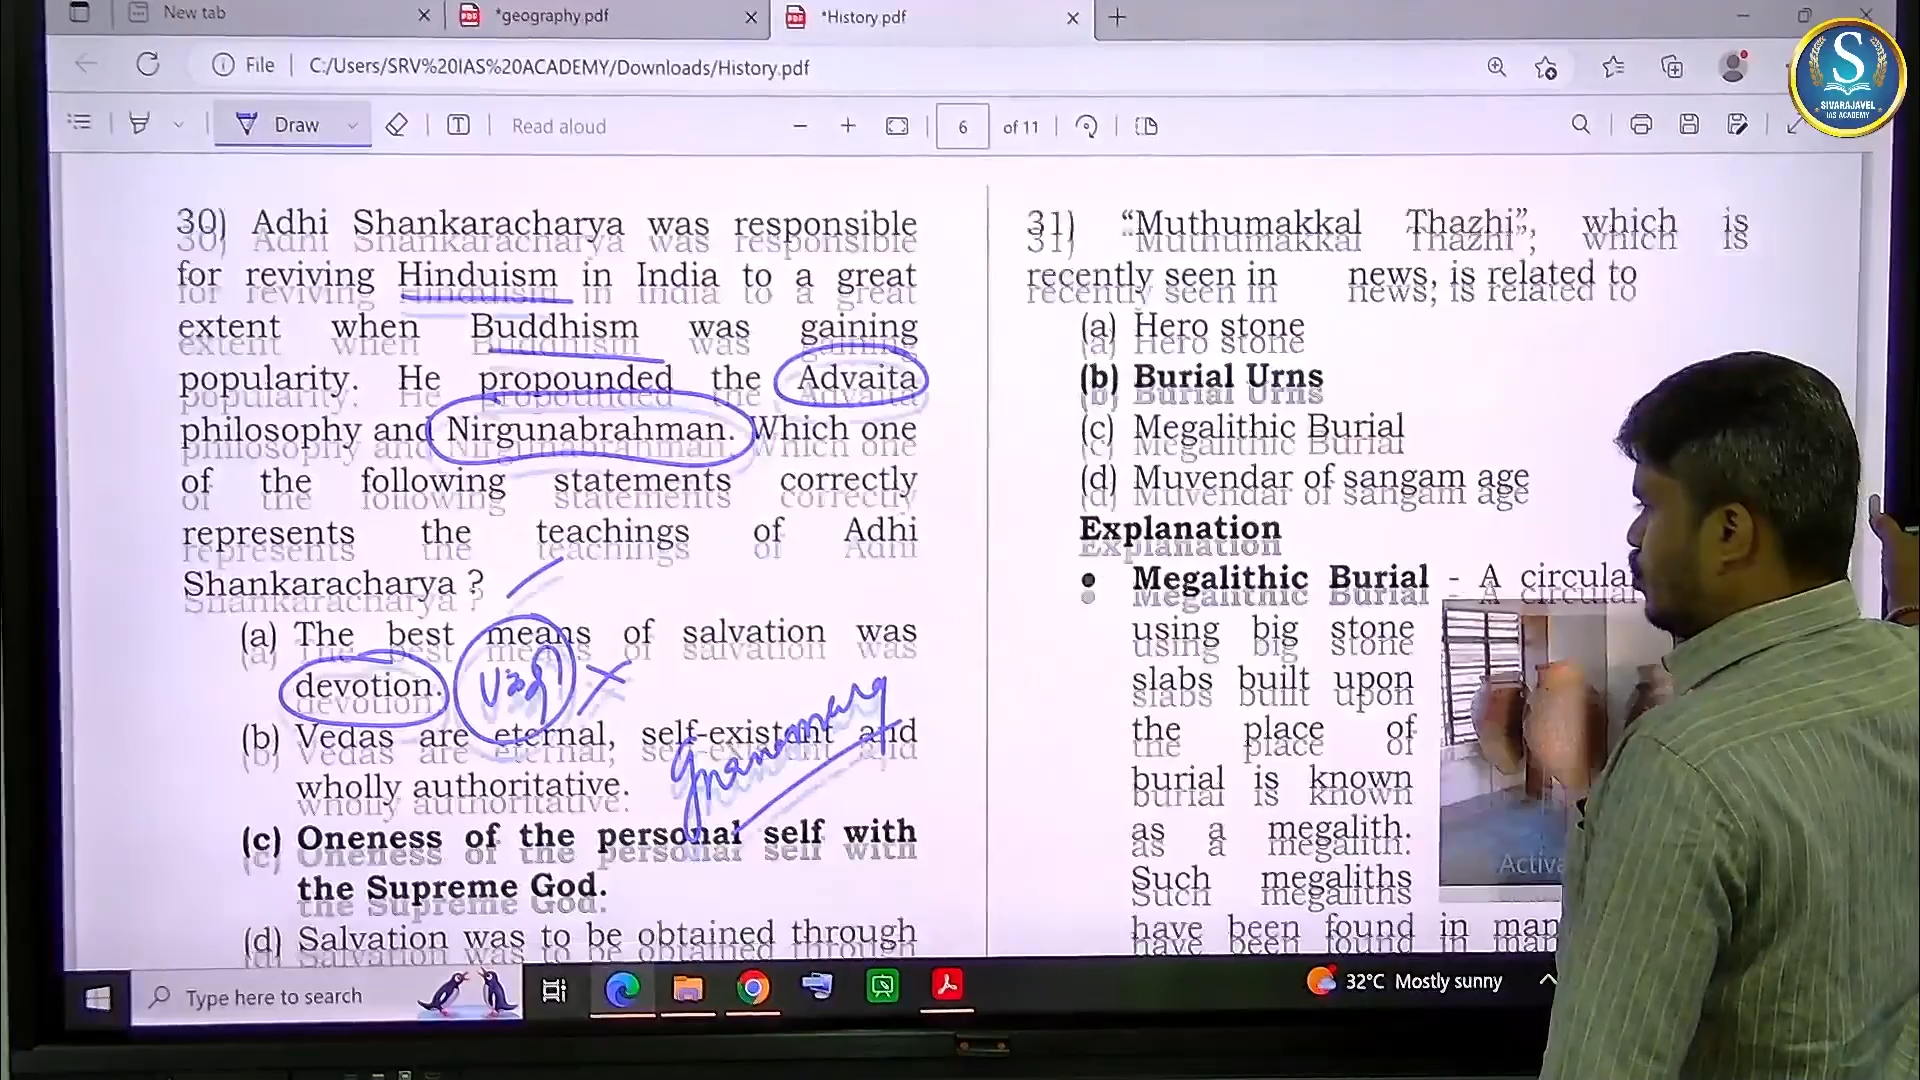 New tab
*geography.pdf
*History.pdf
File
C:/Users/SRV%20IAS%20ACADEMY/Downloads/History.pdf
S
SIVARAJAVEL
IAS ACADEMY
Draw
Read aloud
6
of 11
30) Adhi Shankaracharya was responsible
for reviving Hinduism in India to a great
extent when Buddhism was gaining
popularity. He propounded the Advaita
philosophy and Nirgunabrahman. Which one
of the following statements correctly
represents the teachings of Adhi
Shankaracharya ?
(a) The best means of salvation was
devotion.
(b) Vedas are eternal, self-existant and
wholly authoritative.
(c) Oneness of the personal self with
the Supreme God.
(d) Salvation was to be obtained through
31) “Muthumakkal Thazhi”, which is
recently seen in news, is related to
(a) Hero stone
(b) Burial Urns
(c) Megalithic Burial
(d) Muvendar of sangam age
Explanation
• Megalithic Burial - A circular
using big stone
slabs built upon
the place of
burial is known
as a megalith.
Such megaliths
have been found in man
Activa
Type here to search
32°C Mostly sunny